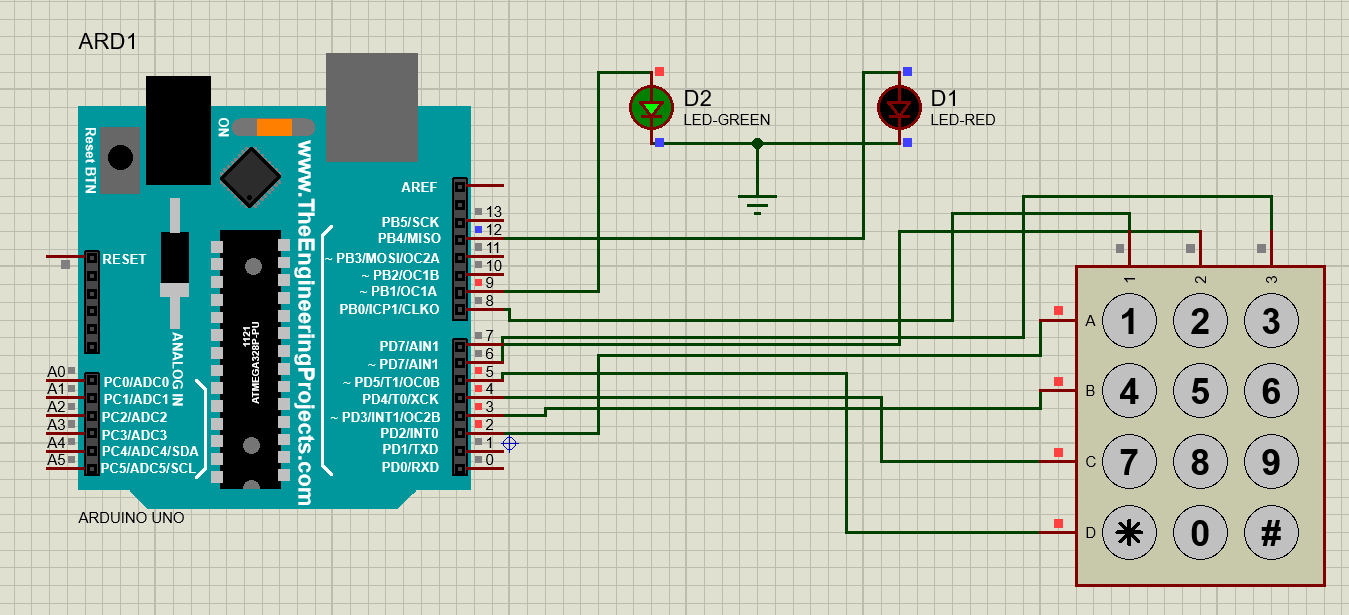 ARD1
Reset BTN
ON
www.TheEngineeringProjects.com
1121
ATMEGA328P-PU
ANALOG IN
RESET
AREF
PB5/SCK 13
PB4/MISO 12
~ PB3/MOSI/OC2A 11
~ PB2/OC1B 10
~ PB1/OC1A 9
PB0/ICP1/CLKO 8
PD7/AIN1 7
~ PD7/AIN1 6
~ PD5/T1/OC0B 5
PD4/T0/XCK 4
~ PD3/INT1/OC2B 3
PD2/INT0 2
PD1/TXD 1
PD0/RXD 0
A0 PC0/ADC0
A1 PC1/ADC1
A2 PC2/ADC2
A3 PC3/ADC3
A4 PC4/ADC4/SDA
A5 PC5/ADC5/SCL
ARDUINO UNO
D2
LED-GREEN
D1
LED-RED
1 2 3
A 1 2 3
B 4 5 6
C 7 8 9
D * 0 #